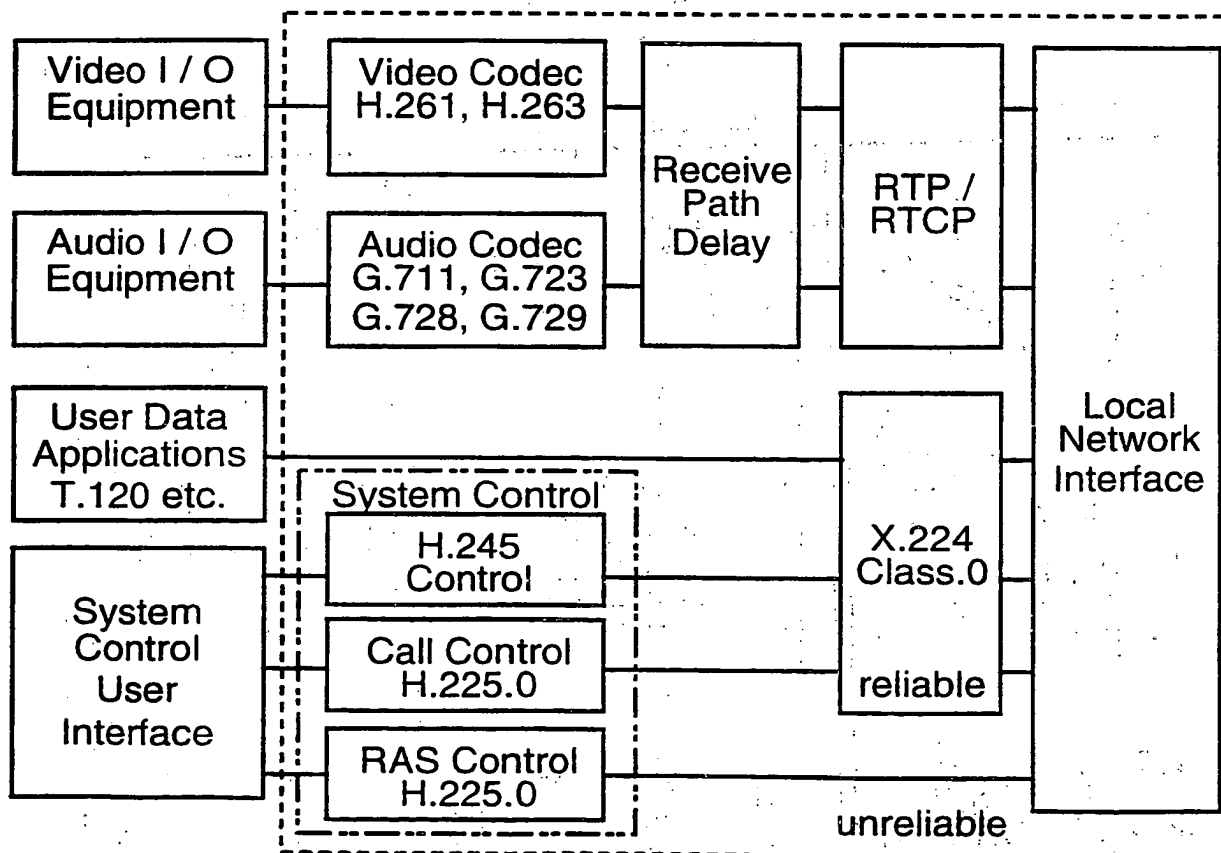 Video I / O
Equipment
Video Codec
H.261, H.263
Receive
Path
Delay
RTP /
RTCP
Audio I / O
Equipment
Audio Codec
G.711, G.723
G.728, G.729
User Data
Applications
T.120 etc.
System Control
H.245
Control
Call Control
H.225.0
RAS Control
H.225.0
System
Control
User
Interface
X.224
Class.0
reliable
unreliable
Local
Network
Interface